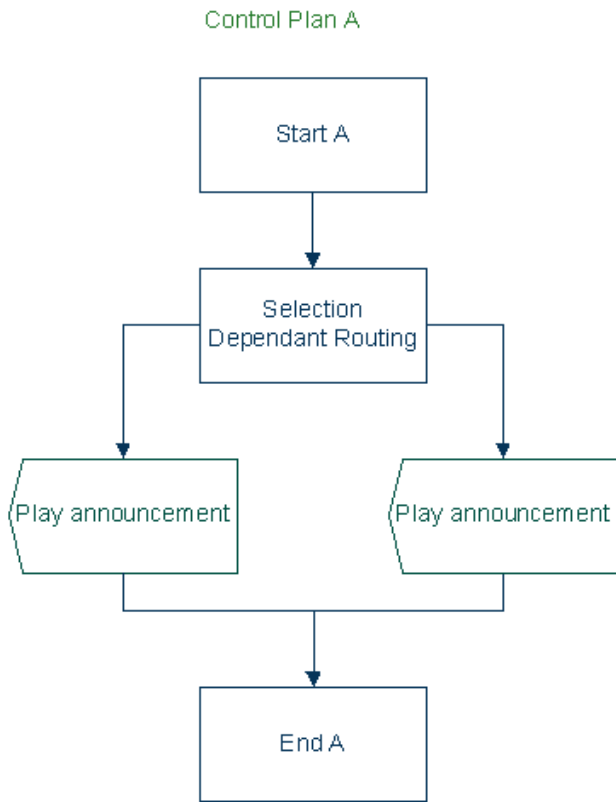 Control Plan A
Start A
Selection
Dependant Routing
Play announcement
Play announcement
End A